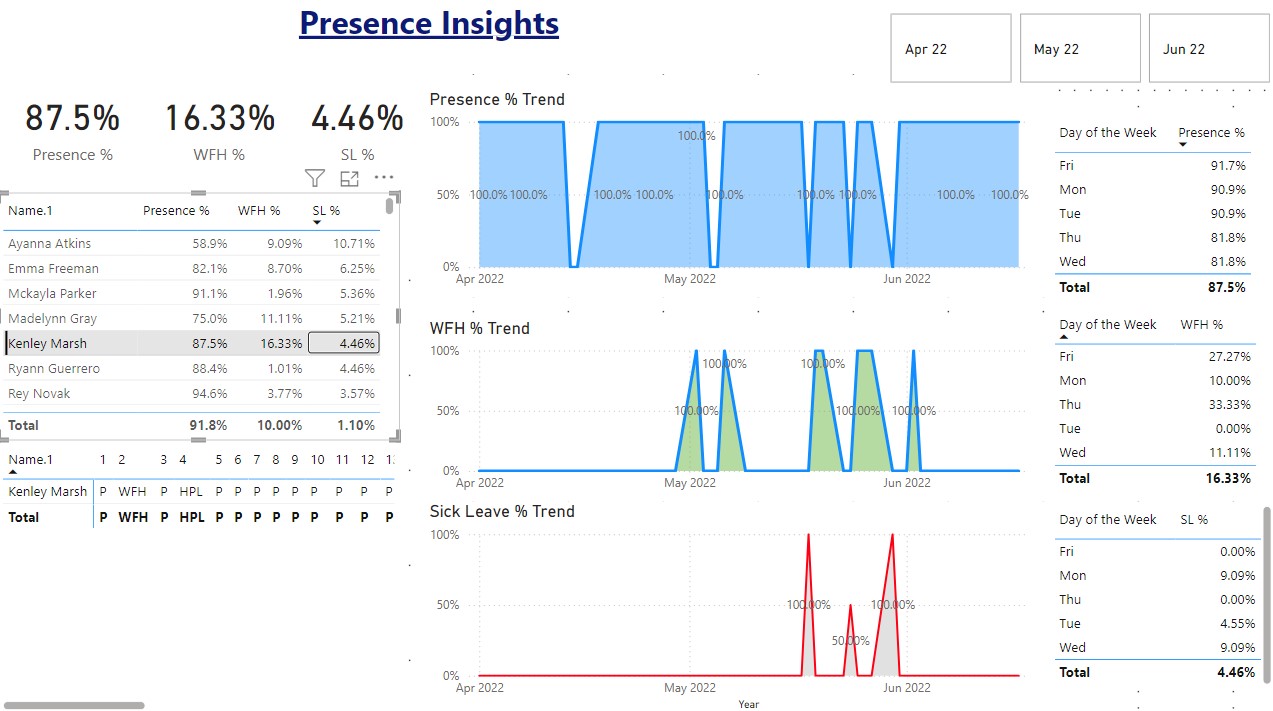 Presence Insights
Apr 22
May 22
Jun 22
87.5%
Presence %
16.33%
WFH %
4.46%
SL %
Name.1 Presence % WFH % SL %
Ayanna Atkins 58.9% 9.09% 10.71%
Emma Freeman 82.1% 8.70% 6.25%
Mckayla Parker 91.1% 1.96% 5.36%
Madelynn Gray 75.0% 11.11% 5.21%
Kenley Marsh 87.5% 16.33% 4.46%
Ryann Guerrero 88.4% 1.01% 4.46%
Rey Novak 94.6% 3.77% 3.57%
Total 91.8% 10.00% 1.10%
Name.1 1 2 3 4 5 6 7 8 9 10 11 12
Kenley Marsh P WFH P HPL P P P P P P P P P
Total P WFH P HPL P P P P P P P P P
Presence % Trend
100%
100.0%
50% 100.0% 100.0% 100.0% 100.0% 100.0% 100.0% 100.0% 100.0% 100.0%
0%
Apr 2022 May 2022 Jun 2022
WFH % Trend
100%
100.00% 100.00%
50% 100.00% 100.00% 100.00%
0%
Apr 2022 May 2022 Jun 2022
Sick Leave % Trend
100%
50% 100.00% 100.00%
50.00%
0%
Apr 2022 May 2022 Jun 2022
Year
Day of the Week Presence %
Fri 91.7%
Mon 90.9%
Tue 90.9%
Thu 81.8%
Wed 81.8%
Total 87.5%
Day of the Week WFH %
Fri 27.27%
Mon 10.00%
Thu 33.33%
Tue 0.00%
Wed 11.11%
Total 16.33%
Day of the Week SL %
Fri 0.00%
Mon 9.09%
Thu 0.00%
Tue 4.55%
Wed 9.09%
Total 4.46%